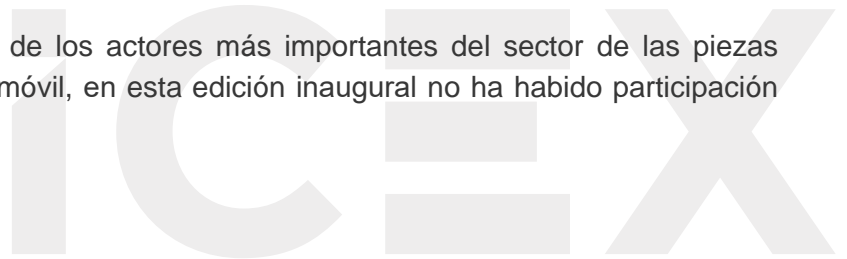 de los actores más importantes del sector de las piezas
móvil, en esta edición inaugural no ha habido participación
iCEX